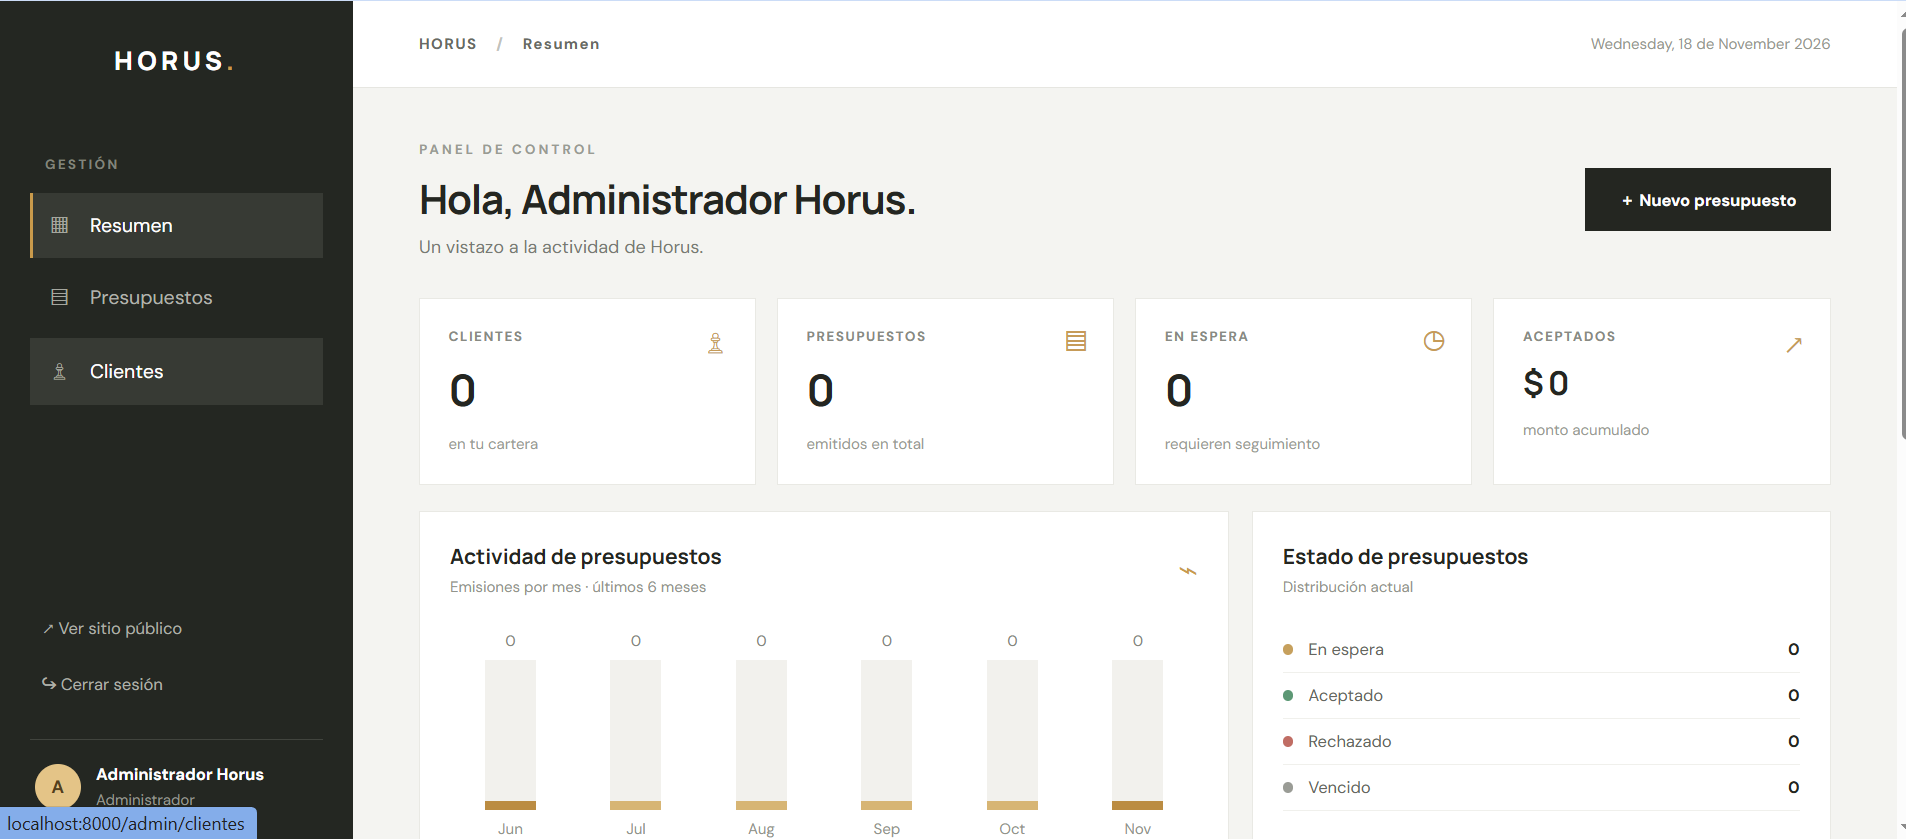 HORUS.
GESTIÓN
Resumen
Presupuestos
Clientes
↗ Ver sitio público
↪ Cerrar sesión
A
Administrador Horus
Administrador
localhost:8000/admin/clientes
HORUS / Resumen
Wednesday, 18 de November 2026
PANEL DE CONTROL
Hola, Administrador Horus.
Un vistazo a la actividad de Horus.
+ Nuevo presupuesto
CLIENTES
0
en tu cartera
PRESUPUESTOS
0
emitidos en total
EN ESPERA
0
requieren seguimiento
ACEPTADOS
$ 0
monto acumulado
Actividad de presupuestos
Emisiones por mes · últimos 6 meses
0 0 0 0 0 0
Jun Jul Aug Sep Oct Nov
Estado de presupuestos
Distribución actual
En espera 0
Aceptado 0
Rechazado 0
Vencido 0